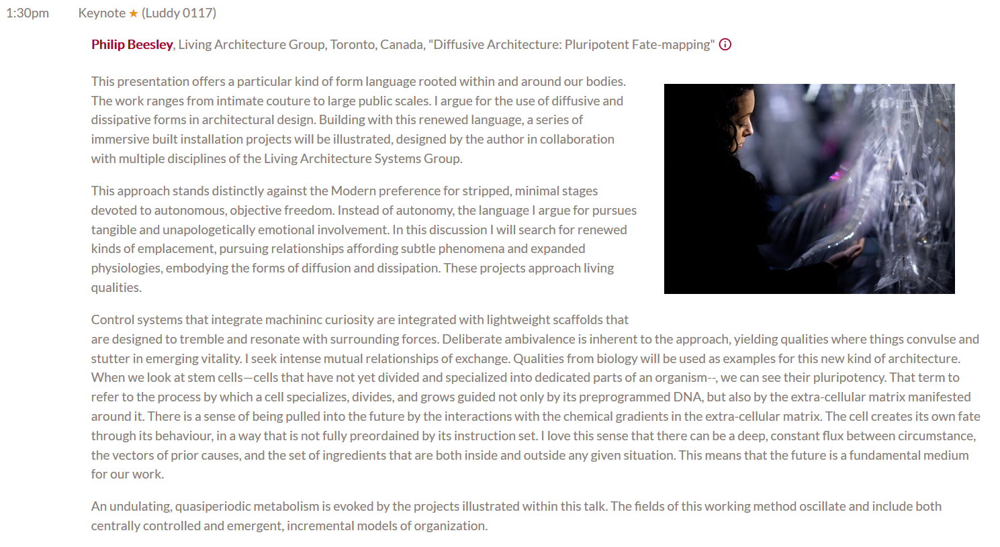 1:30pm Keynote ★ (Luddy 0117)
Philip Beesley, Living Architecture Group, Toronto, Canada, "Diffusive Architecture: Pluripotent Fate-mapping"
This presentation offers a particular kind of form language rooted within and around our bodies.
The work ranges from intimate couture to large public scales. I argue for the use of diffusive and
dissipative forms in architectural design. Building with this renewed language, a series of
immersive built installation projects will be illustrated, designed by the author in collaboration
with multiple disciplines of the Living Architecture Systems Group.
This approach stands distinctly against the Modern preference for stripped, minimal stages
devoted to autonomous, objective freedom. Instead of autonomy, the language I argue for pursues
tangible and unapologetically emotional involvement. In this discussion I will search for renewed
kinds of emplacement, pursuing relationships affording subtle phenomena and expanded
physiologies, embodying the forms of diffusion and dissipation. These projects approach living
qualities.
Control systems that integrate machininc curiosity are integrated with lightweight scaffolds that
are designed to tremble and resonate with surrounding forces. Deliberate ambivalence is inherent to the approach, yielding qualities where things convulse and
stutter in emerging vitality. I seek intense mutual relationships of exchange. Qualities from biology will be used as examples for this new kind of architecture.
When we look at stem cells—cells that have not yet divided and specialized into dedicated parts of an organism--, we can see their pluripotency. That term to
refer to the process by which a cell specializes, divides, and grows guided not only by its preprogrammed DNA, but also by the extra-cellular matrix manifested
around it. There is a sense of being pulled into the future by the interactions with the chemical gradients in the extra-cellular matrix. The cell creates its own fate
through its behaviour, in a way that is not fully preordained by its instruction set. I love this sense that there can be a deep, constant flux between circumstance,
the vectors of prior causes, and the set of ingredients that are both inside and outside any given situation. This means that the future is a fundamental medium
for our work.
An undulating, quasiperiodic metabolism is evoked by the projects illustrated within this talk. The fields of this working method oscillate and include both
centrally controlled and emergent, incremental models of organization.